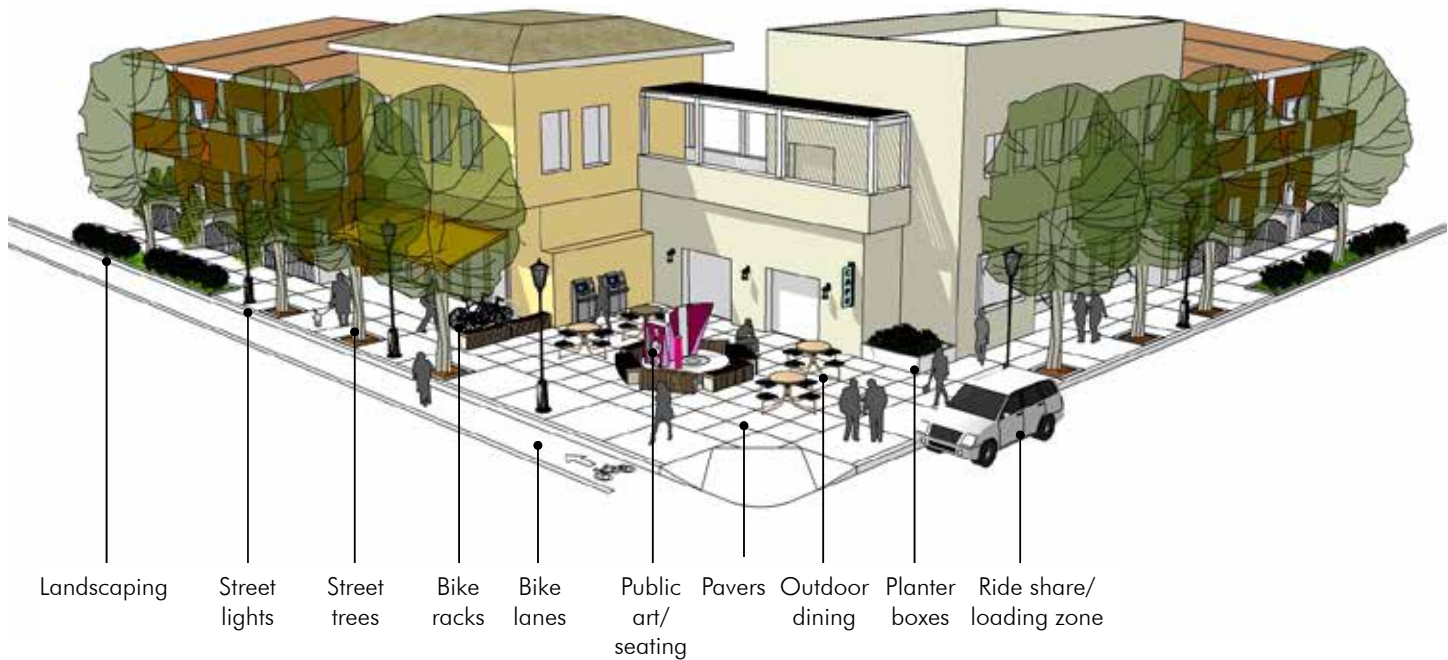 CAFE
Landscaping
Street
lights
Street
trees
Bike
racks
Bike
lanes
Public
art/
seating
Pavers
Outdoor
dining
Planter
boxes
Ride share/
loading zone